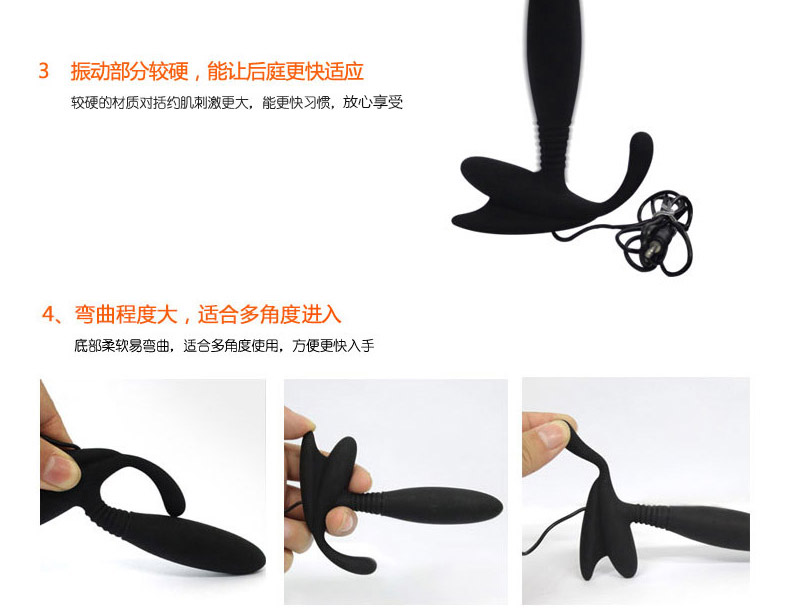 3 振动部分较硬，能让后庭更快适应
较硬的材质对括约肌刺激更大，能更快习惯，放心享受
4、弯曲程度大，适合多角度进入
底部柔软易弯曲，适合多角度使用，方便更快入手